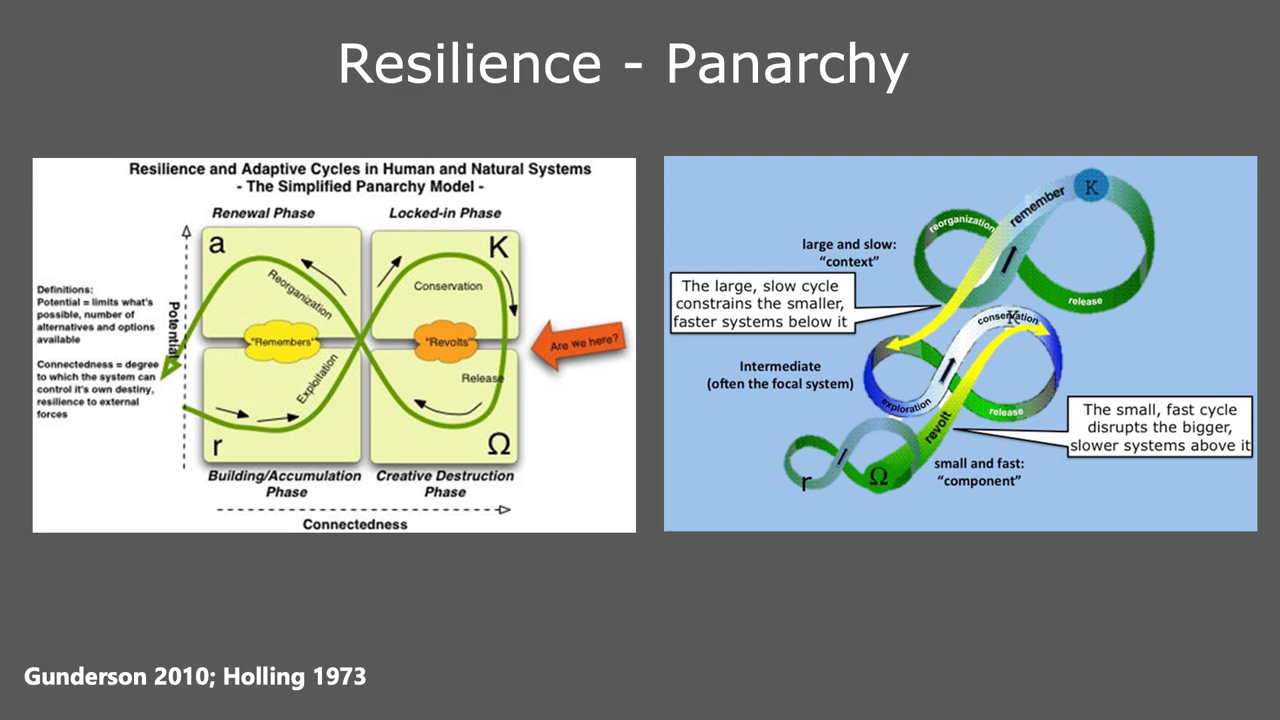 Resilience - Panarchy
Resilience and Adaptive Cycles in Human and Natural Systems
- The Simplified Panarchy Model -
Renewal Phase
Locked-in Phase
a
K
Reorganization
Conservation
Definitions:
Potential = limits what's
possible, number of
alternatives and options
available
Connectedness = degree
to which the system can
control it's own destiny,
resilience to external
forces
Potential
"Remembers"
"Revolts"
Are we here?
Exploitation
Release
r
Ω
Building/Accumulation
Phase
Creative Destruction
Phase
Connectedness
K
remember
reorganization
release
large and slow:
“context”
The large, slow cycle
constrains the smaller,
faster systems below it
K
conservation
Intermediate
(often the focal system)
exploration
release
revolt
The small, fast cycle
disrupts the bigger,
slower systems above it
small and fast:
“component”
r
Ω
Gunderson 2010; Holling 1973